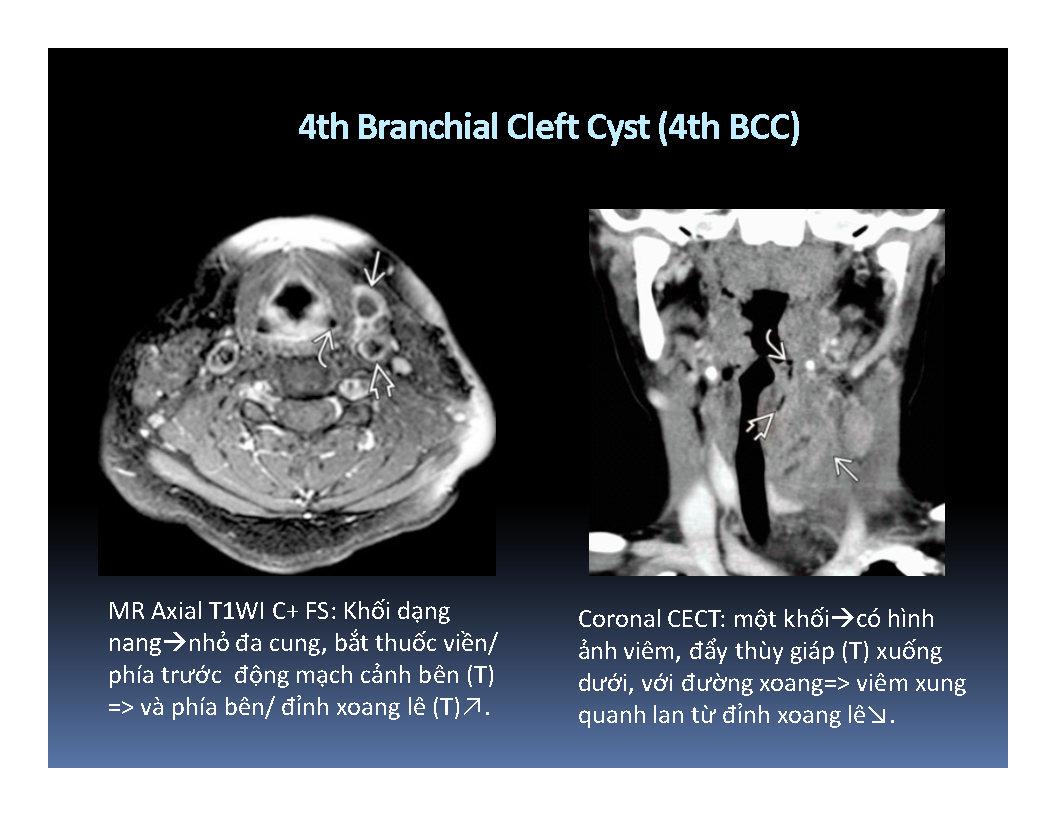 4th Branchial Cleft Cyst (4th BCC)
MR Axial T1WI C+ FS: Khối dạng
nang→nhỏ đa cung, bắt thuốc viền/
phía trước động mạch cảnh bên (T)
=> và phía bên/ đỉnh xoang lê (T)↗.
Coronal CECT: một khối→có hình
ảnh viêm, đẩy thùy giáp (T) xuống
dưới, với đường xoang=> viêm xung
quanh lan từ đỉnh xoang lê↘.